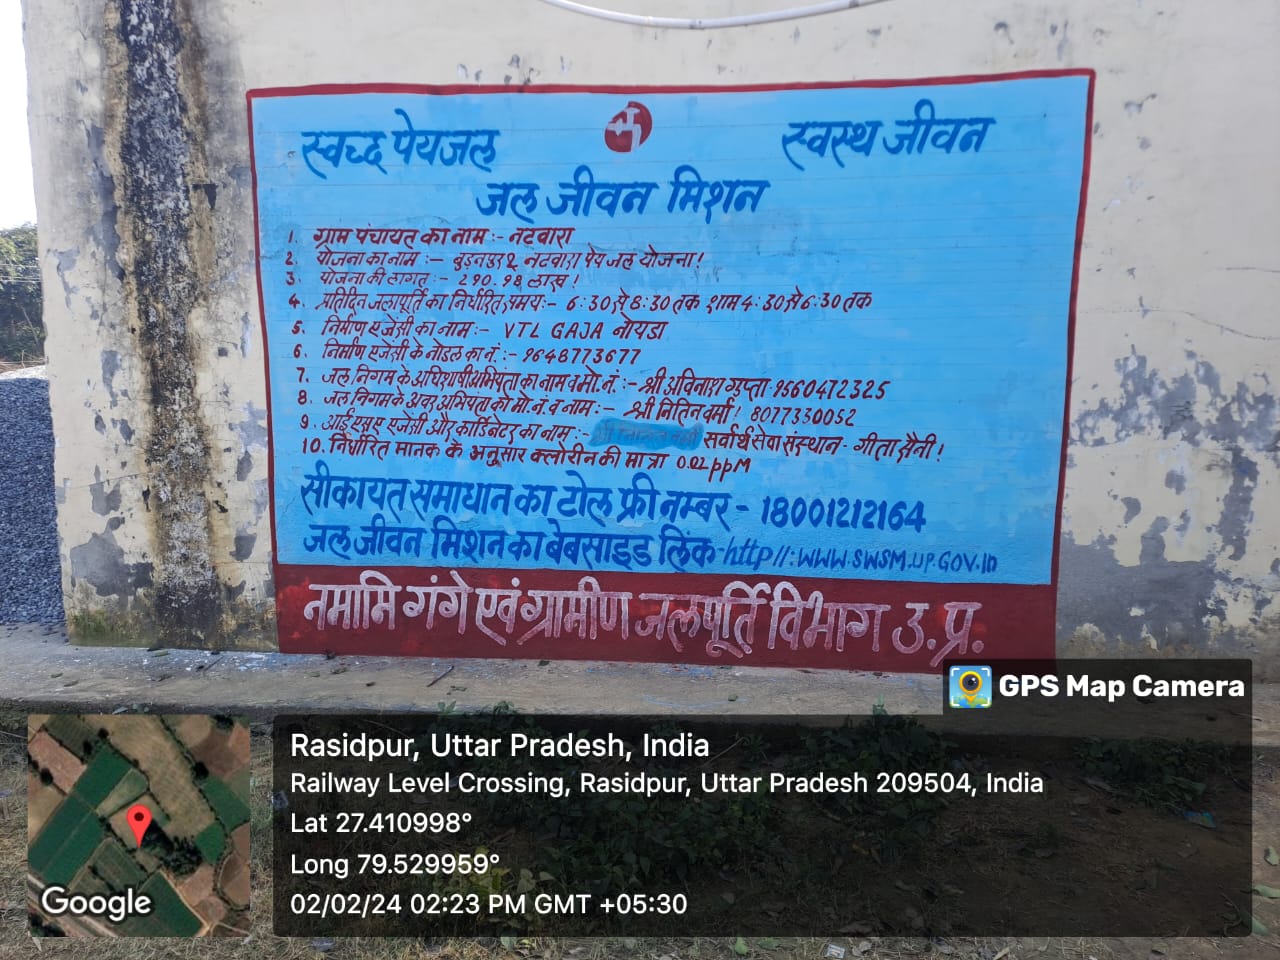 स्वच्छ पेयजल
स्वस्थ जीवन
जल जीवन मिशन
1. ग्राम पंचायत का नाम :- नटवारा
2. योजना का नाम :- नटवारा पेय जल योजना!
3. योजना की लागत :- 290.98 लाख!
4. प्रतिदिन जलापूर्ति का निर्धारित समय:- 6:30 से 8:30 तक शाम 4:30 से 6:30 तक
5. निर्माण एजेंसी का नाम :- VTL GAJA नोयडा
6. निर्माण एजेंसी के नोडल का नं. :- 9648773677
7. जल निगम के अधिशाषी अभियंता का नाम व मो. नं. :- श्री अविनाश गुप्ता 9560472325
8. जल निगम के अवर अभियंता का मो. नं. व नाम :- श्री नितिन वर्मा! 8077330052
9. आई एस ए एजेंसी और कार्डिनेटर का नाम :- सर्वार्थ सेवा संस्थान - गीता सैनी!
10. निर्धारित मानक के अनुसार क्लोरीन की मात्रा 0.02 ppM
सीकायत समाधान का टोल फ्री नम्बर - 18001212164
जल जीवन मिशन का बेबसाइड लिंक-http//:WWW.SWSM.UP.GOV.in
नमामि गंगे एवं ग्रामीण जलपूर्ति विभाग उ.प्र.
GPS Map Camera
Rasidpur, Uttar Pradesh, India
Railway Level Crossing, Rasidpur, Uttar Pradesh 209504, India
Lat 27.410998°
Long 79.529959°
02/02/24 02:23 PM GMT +05:30
Google